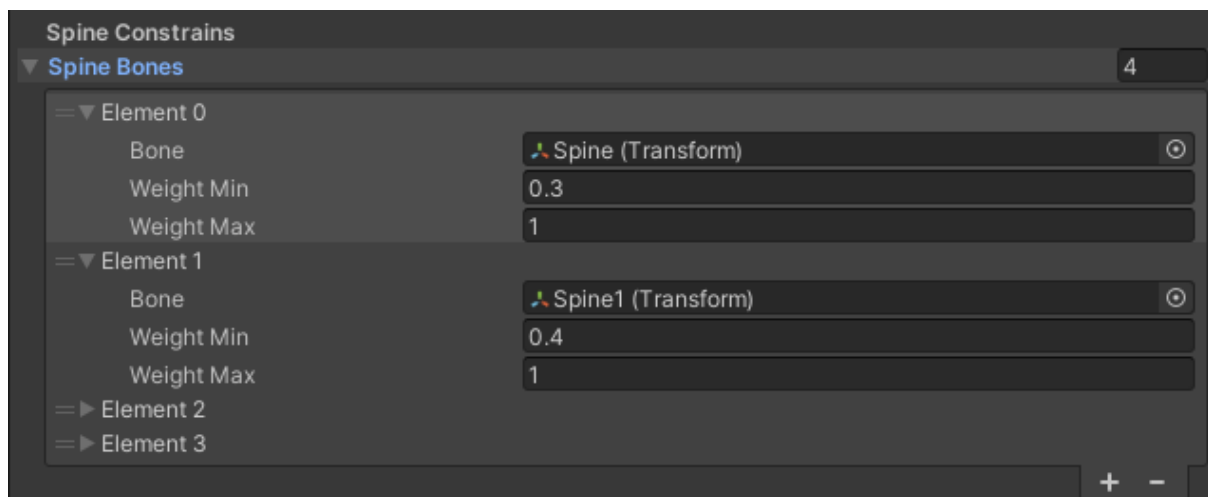 Spine Constrains
Spine Bones 4
Element 0
Bone Spine (Transform)
Weight Min 0.3
Weight Max 1
Element 1
Bone Spine1 (Transform)
Weight Min 0.4
Weight Max 1
Element 2
Element 3
+ -